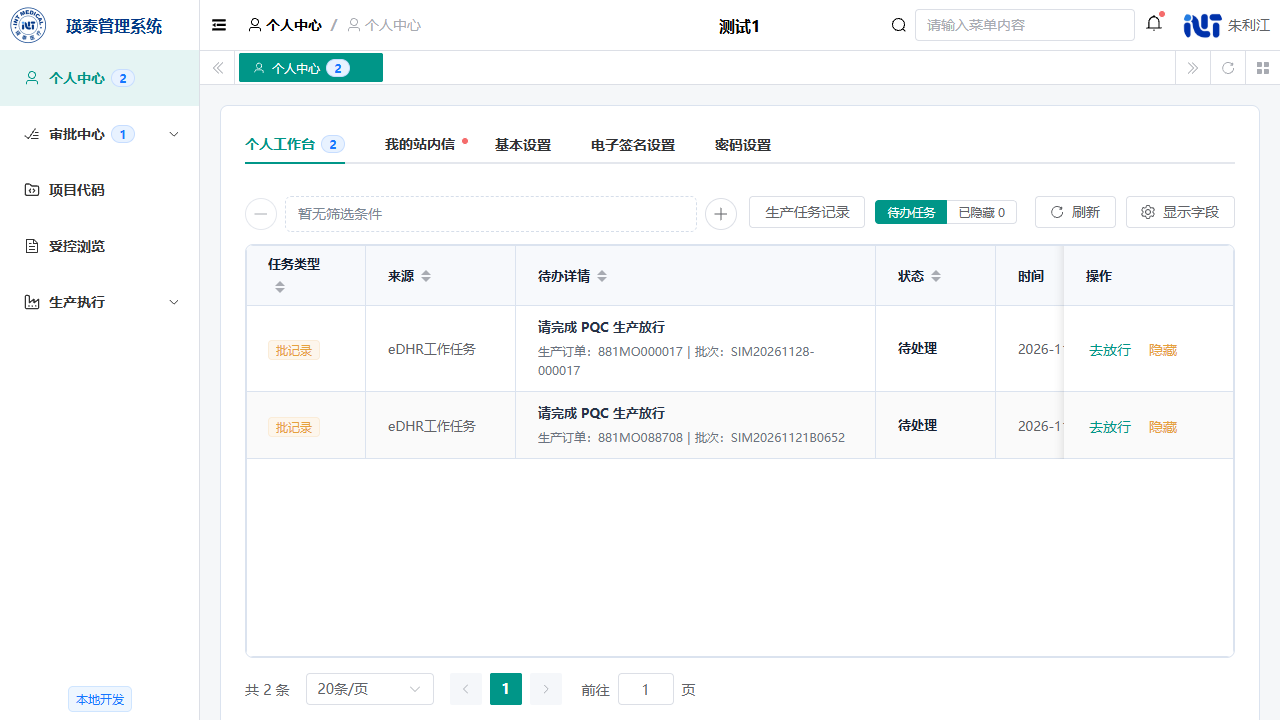 瑛泰管理系统
个人中心 / 个人中心
测试1
请输入菜单内容
朱利江
个人中心 2
审批中心 1
项目代码
受控浏览
生产执行
本地开发
个人中心 2
个人工作台 2
我的站内信
基本设置
电子签名设置
密码设置
暂无筛选条件
生产任务记录
待办任务
已隐藏 0
刷新
显示字段
任务类型
来源
待办详情
状态
时间
操作
批记录
eDHR工作任务
请完成 PQC 生产放行
生产订单：881MO000017 | 批次：SIM20261128-
000017
待处理
2026-1
去放行
隐藏
批记录
eDHR工作任务
请完成 PQC 生产放行
生产订单：881MO088708 | 批次：SIM20261121B0652
待处理
2026-1
去放行
隐藏
共 2 条
20条/页
1
前往 1 页